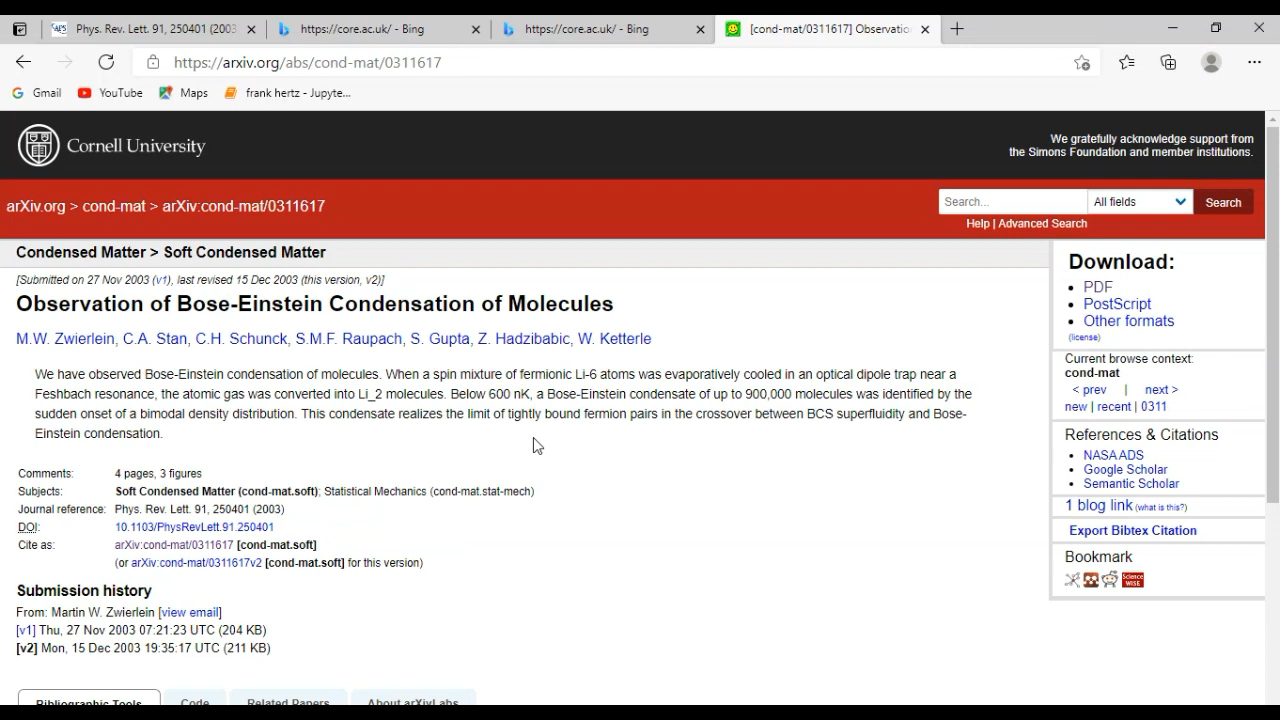 Phys. Rev. Lett. 91, 250401 (2003
https://core.ac.uk/ - Bing
https://core.ac.uk/ - Bing
[cond-mat/0311617] Observatio
https://arxiv.org/abs/cond-mat/0311617
Gmail
YouTube
Maps
frank hertz - Jupyte...
Cornell University
We gratefully acknowledge support from
the Simons Foundation and member institutions.
arXiv.org > cond-mat > arXiv:cond-mat/0311617
Search...
All fields
Search
Help | Advanced Search
Condensed Matter > Soft Condensed Matter
[Submitted on 27 Nov 2003 (v1), last revised 15 Dec 2003 (this version, v2)]
Observation of Bose-Einstein Condensation of Molecules
M.W. Zwierlein, C.A. Stan, C.H. Schunck, S.M.F. Raupach, S. Gupta, Z. Hadzibabic, W. Ketterle
We have observed Bose-Einstein condensation of molecules. When a spin mixture of fermionic Li-6 atoms was evaporatively cooled in an optical dipole trap near a
Feshbach resonance, the atomic gas was converted into Li_2 molecules. Below 600 nK, a Bose-Einstein condensate of up to 900,000 molecules was identified by the
sudden onset of a bimodal density distribution. This condensate realizes the limit of tightly bound fermion pairs in the crossover between BCS superfluidity and Bose-
Einstein condensation.
Comments: 4 pages, 3 figures
Subjects: Soft Condensed Matter (cond-mat.soft); Statistical Mechanics (cond-mat.stat-mech)
Journal reference: Phys. Rev. Lett. 91, 250401 (2003)
DOI: 10.1103/PhysRevLett.91.250401
Cite as: arXiv:cond-mat/0311617 [cond-mat.soft]
(or arXiv:cond-mat/0311617v2 [cond-mat.soft] for this version)
Submission history
From: Martin W. Zwierlein [view email]
[v1] Thu, 27 Nov 2003 07:21:23 UTC (204 KB)
[v2] Mon, 15 Dec 2003 19:35:17 UTC (211 KB)
Bibliographic Tools
Code
Related Papers
About arXivLabs
Download:
PDF
PostScript
Other formats
(license)
Current browse context:
cond-mat
< prev | next >
new | recent | 0311
References & Citations
NASA ADS
Google Scholar
Semantic Scholar
1 blog link (what is this?)
Export Bibtex Citation
Bookmark
Science
WISE